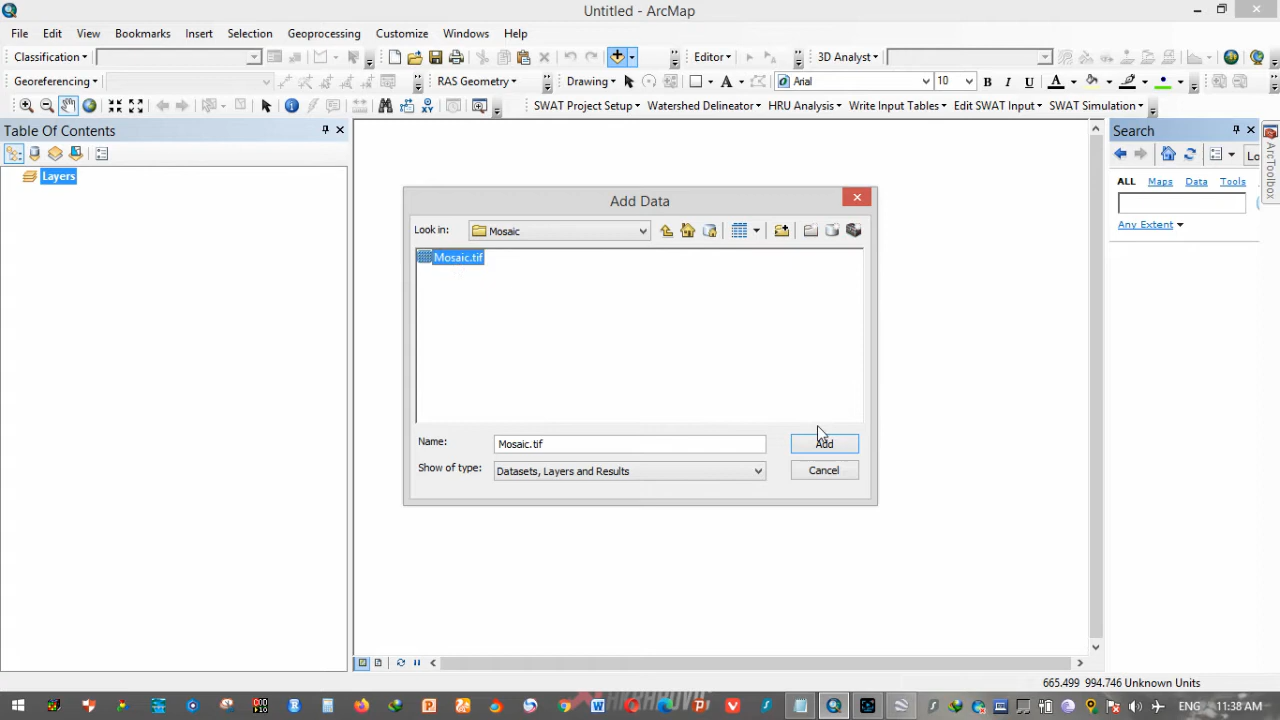 Untitled - ArcMap
File Edit View Bookmarks Insert Selection Geoprocessing Customize Windows Help
Classification Editor 3D Analyst
Georeferencing RAS Geometry Drawing A Arial 10 B I U A
SWAT Project Setup Watershed Delineator HRU Analysis Write Input Tables Edit SWAT Input SWAT Simulation
Table Of Contents
Search
ArcToolbox
Lo
Layers
ALL Maps Data Tools
Any Extent
Add Data
Look in: Mosaic
Mosaic.tif
Name: Mosaic.tif
Add
Show of type: Datasets, Layers and Results
Cancel
665.499 994.746 Unknown Units
ENG 11:38 AM